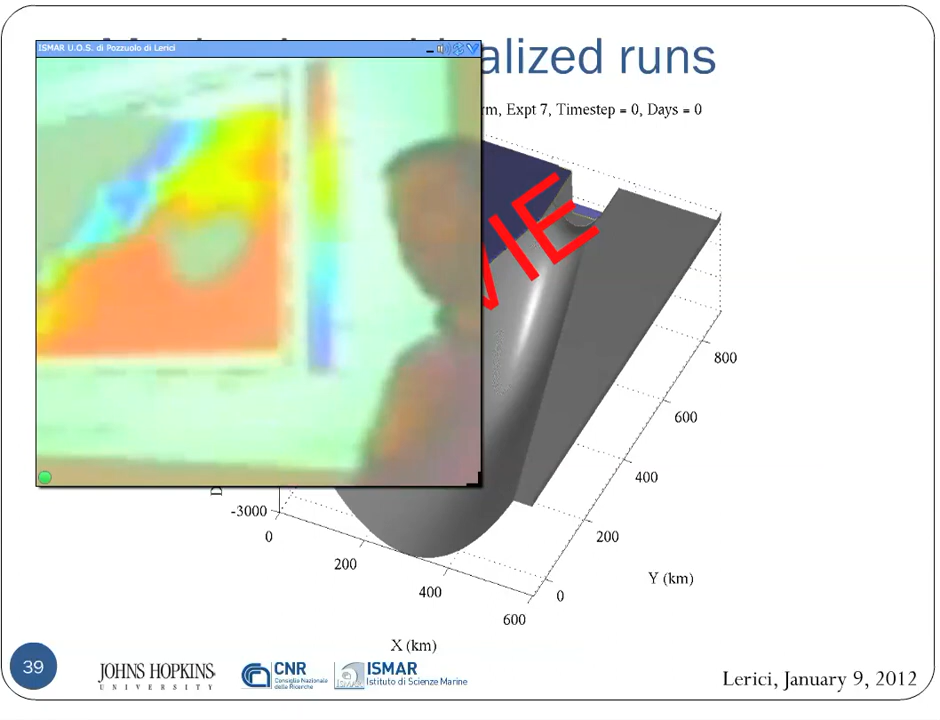 ISMAR U.O.S. di Pozzuolo di Lerici
alized runs
rm, Expt 7, Timestep = 0, Days = 0
VIE
800
600
400
200
0
Y (km)
D
-3000
0
200
400
600
X (km)
39
JOHNS HOPKINS
UNIVERSITY
CNR
Consiglio Nazionale
delle Ricerche
ISMAR
Istituto di Scienze Marine
Lerici, January 9, 2012